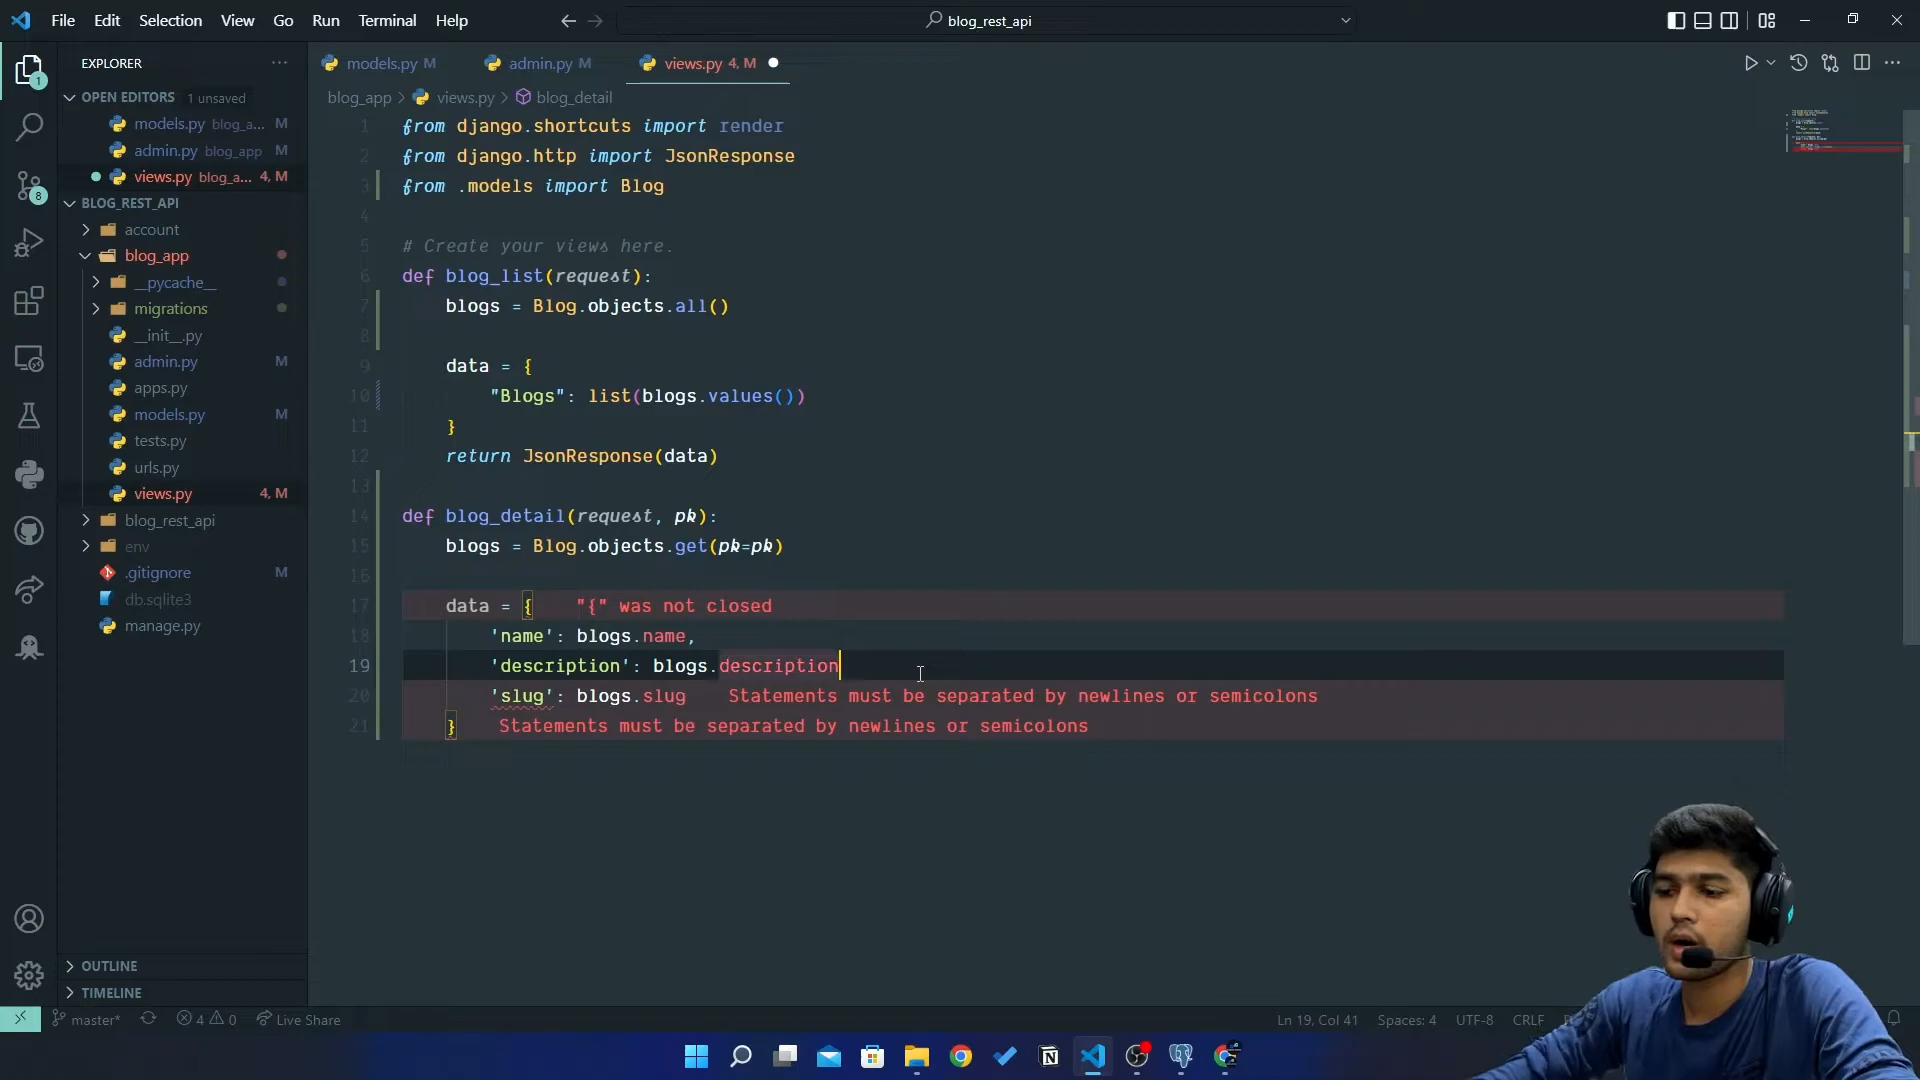 File Edit Selection View Go Run Terminal Help
blog_rest_api
EXPLORER
OPEN EDITORS 1 unsaved
models.py blog_a... M
admin.py blog_app M
views.py blog_a... 4, M
BLOG_REST_API
account
blog_app
__pycache__
migrations
__init__.py
admin.py M
apps.py
models.py M
tests.py
urls.py
views.py 4, M
blog_rest_api
env
.gitignore M
db.sqlite3
manage.py
OUTLINE
TIMELINE
1
8
models.py M admin.py M views.py 4, M
blog_app > views.py > blog_detail
1 from django.shortcuts import render
2 from django.http import JsonResponse
3 from .models import Blog
4
5 # Create your views here.
6 def blog_list(request):
7 blogs = Blog.objects.all()
8
9 data = {
10 "Blogs": list(blogs.values())
11 }
12 return JsonResponse(data)
13
14 def blog_detail(request, pk):
15 blogs = Blog.objects.get(pk=pk)
16
17 data = { "{" was not closed
18 'name': blogs.name,
19 'description': blogs.description
20 'slug': blogs.slug Statements must be separated by newlines or semicolons
21 } Statements must be separated by newlines or semicolons
master* 4 0 Live Share
Ln 19, Col 41 Spaces: 4 UTF-8 CRLF